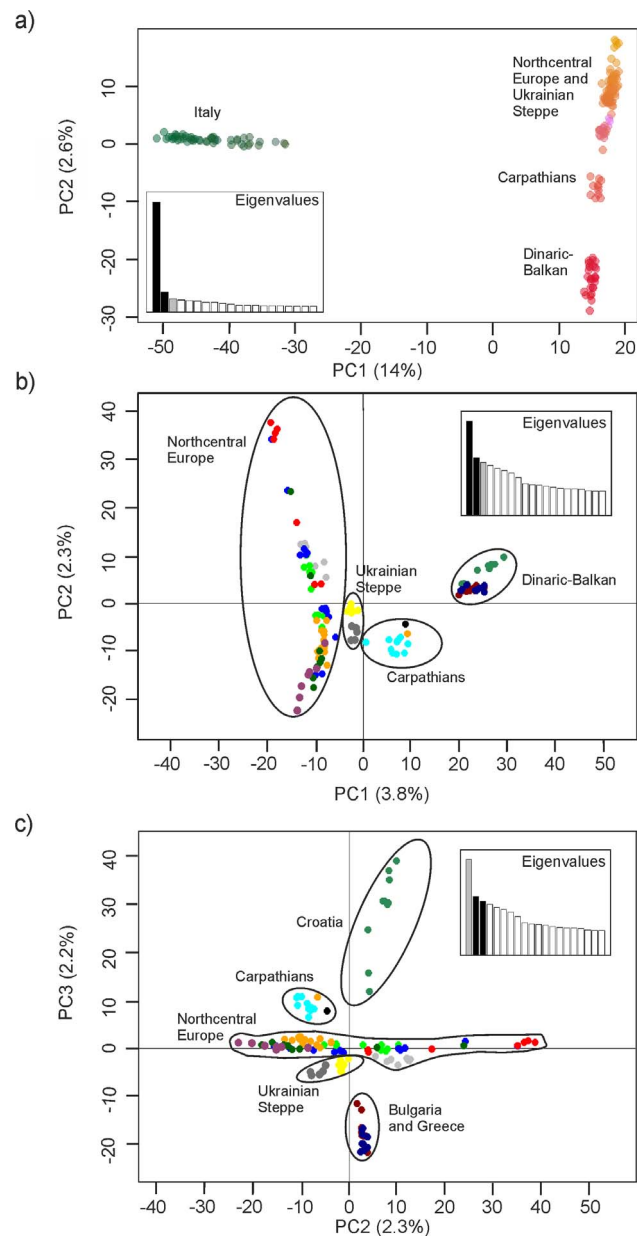 a)
PC2 (2.6%)
10
0
-10
-20
-30
Italy
Northcentral
Europe and
Ukrainian
Steppe
Carpathians
Dinaric-
Balkan
Eigenvalues
-50 -40 -30 -10 0 10 20
PC1 (14%)
b)
PC2 (2.3%)
40
30
20
10
0
-10
-20
Northcentral
Europe
Ukrainian
Steppe
Carpathians
Dinaric-Balkan
Eigenvalues
-40 -30 -20 -10 0 10 20 30 40 50
PC1 (3.8%)
c)
PC3 (2.2%)
40
30
20
10
0
-10
-20
Croatia
Carpathians
Northcentral
Europe
Ukrainian
Steppe
Bulgaria
and Greece
Eigenvalues
-40 -30 -20 -10 0 10 20 30 40 50
PC2 (2.3%)